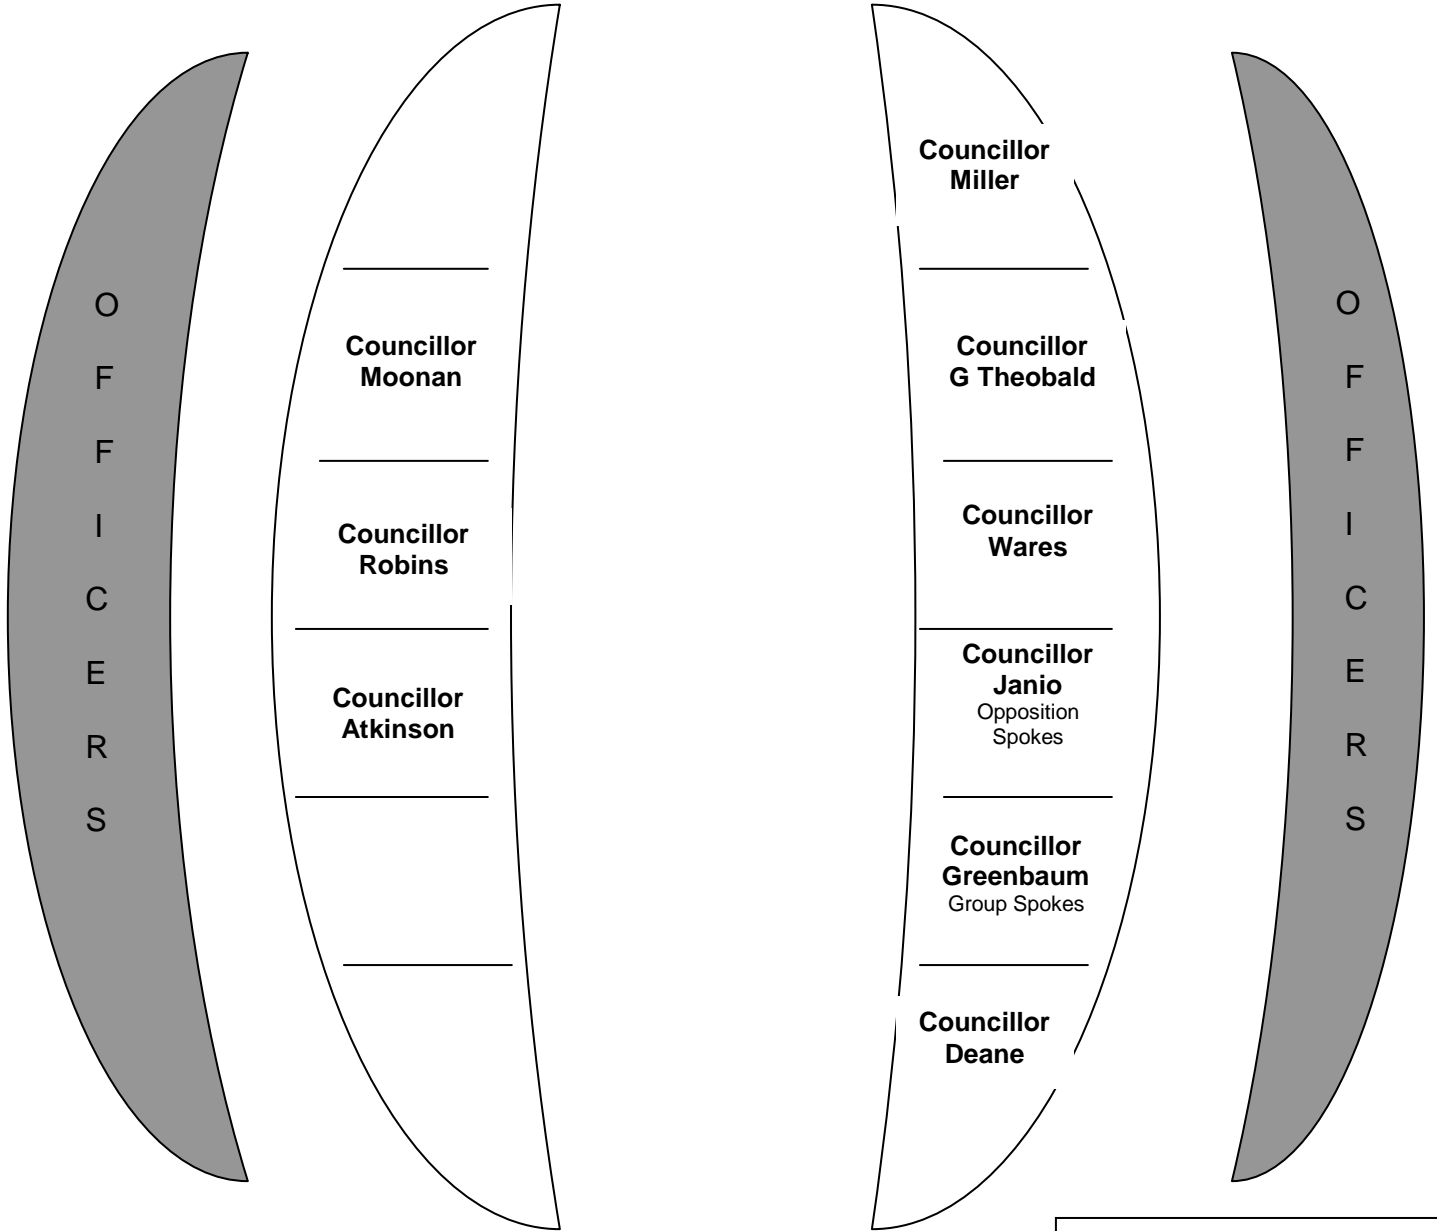 O
F
F
I
C
E
R
S
Councillor
Moonan
Councillor
Robins
Councillor
Atkinson
Councillor
Miller
Councillor
G Theobald
Councillor
Wares
Councillor
Janio
Opposition
Spokes
Councillor
Greenbaum
Group Spokes
Councillor
Deane
O
F
F
I
C
E
R
S